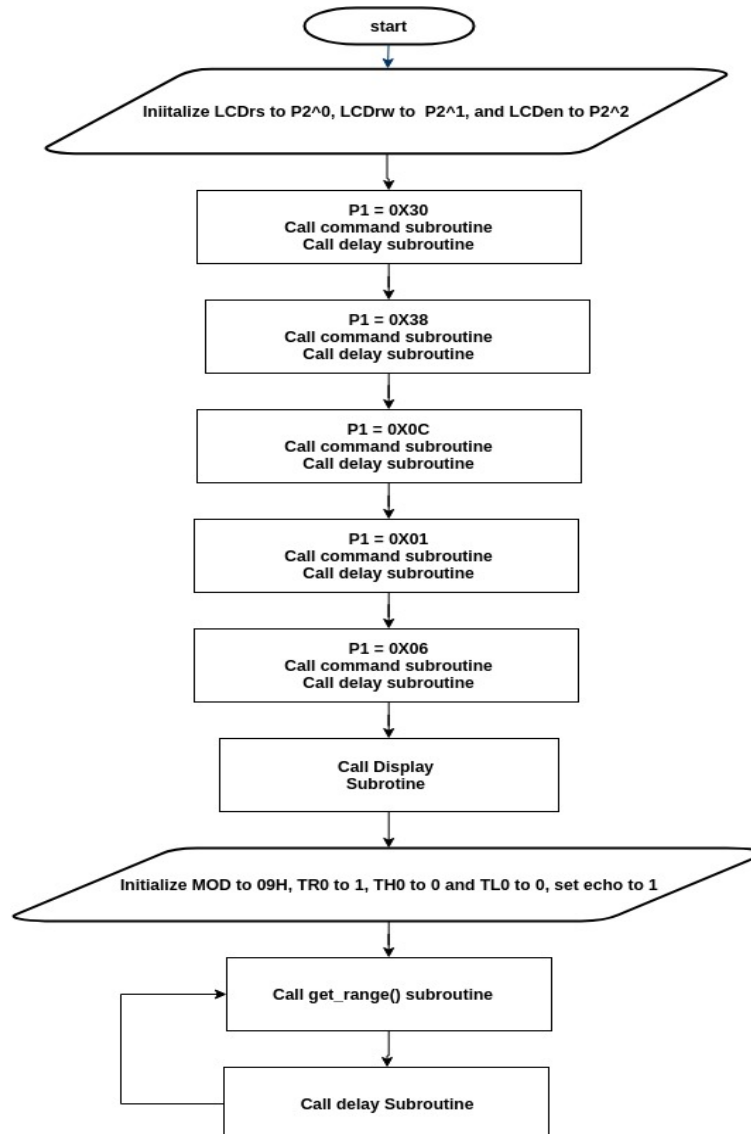 start
Iniitalize LCDrs to P2^0, LCDrw to P2^1, and LCDen to P2^2
P1 = 0X30
Call command subroutine
Call delay subroutine
P1 = 0X38
Call command subroutine
Call delay subroutine
P1 = 0X0C
Call command subroutine
Call delay subroutine
P1 = 0X01
Call command subroutine
Call delay subroutine
P1 = 0X06
Call command subroutine
Call delay subroutine
Call Display
Subrotine
Initialize MOD to 09H, TR0 to 1, TH0 to 0 and TL0 to 0, set echo to 1
Call get_range() subroutine
Call delay Subroutine